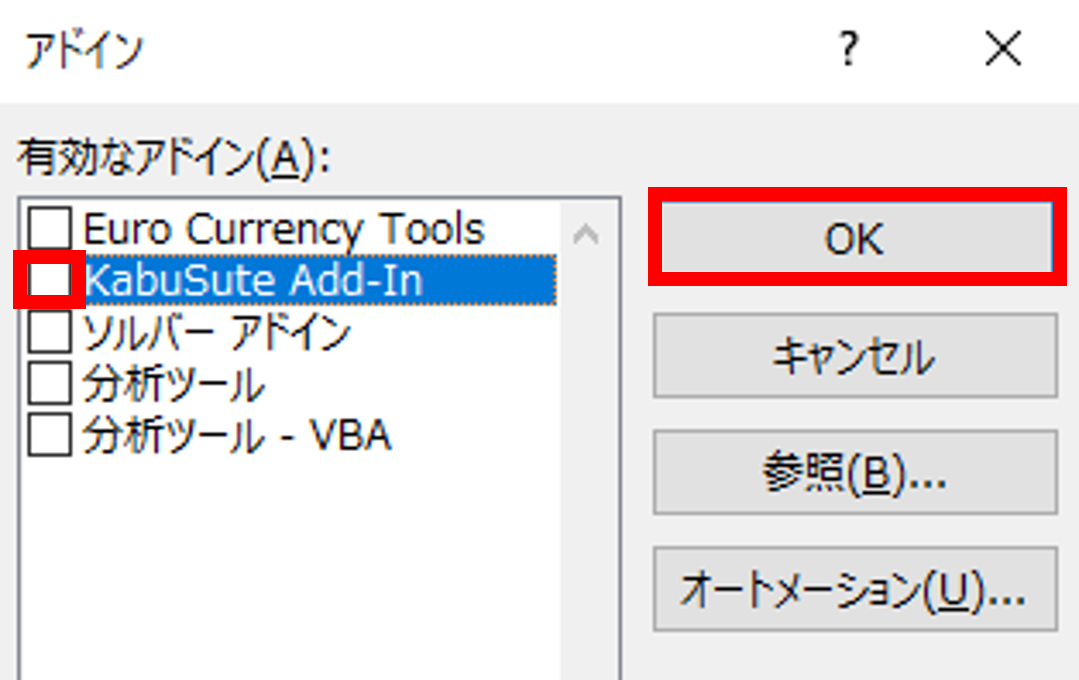 アドイン
?
有効なアドイン(A):
Euro Currency Tools
KabuSute Add-In
ソルバー アドイン
分析ツール
分析ツール - VBA
OK
キャンセル
参照(B)...
オートメーション(U)...